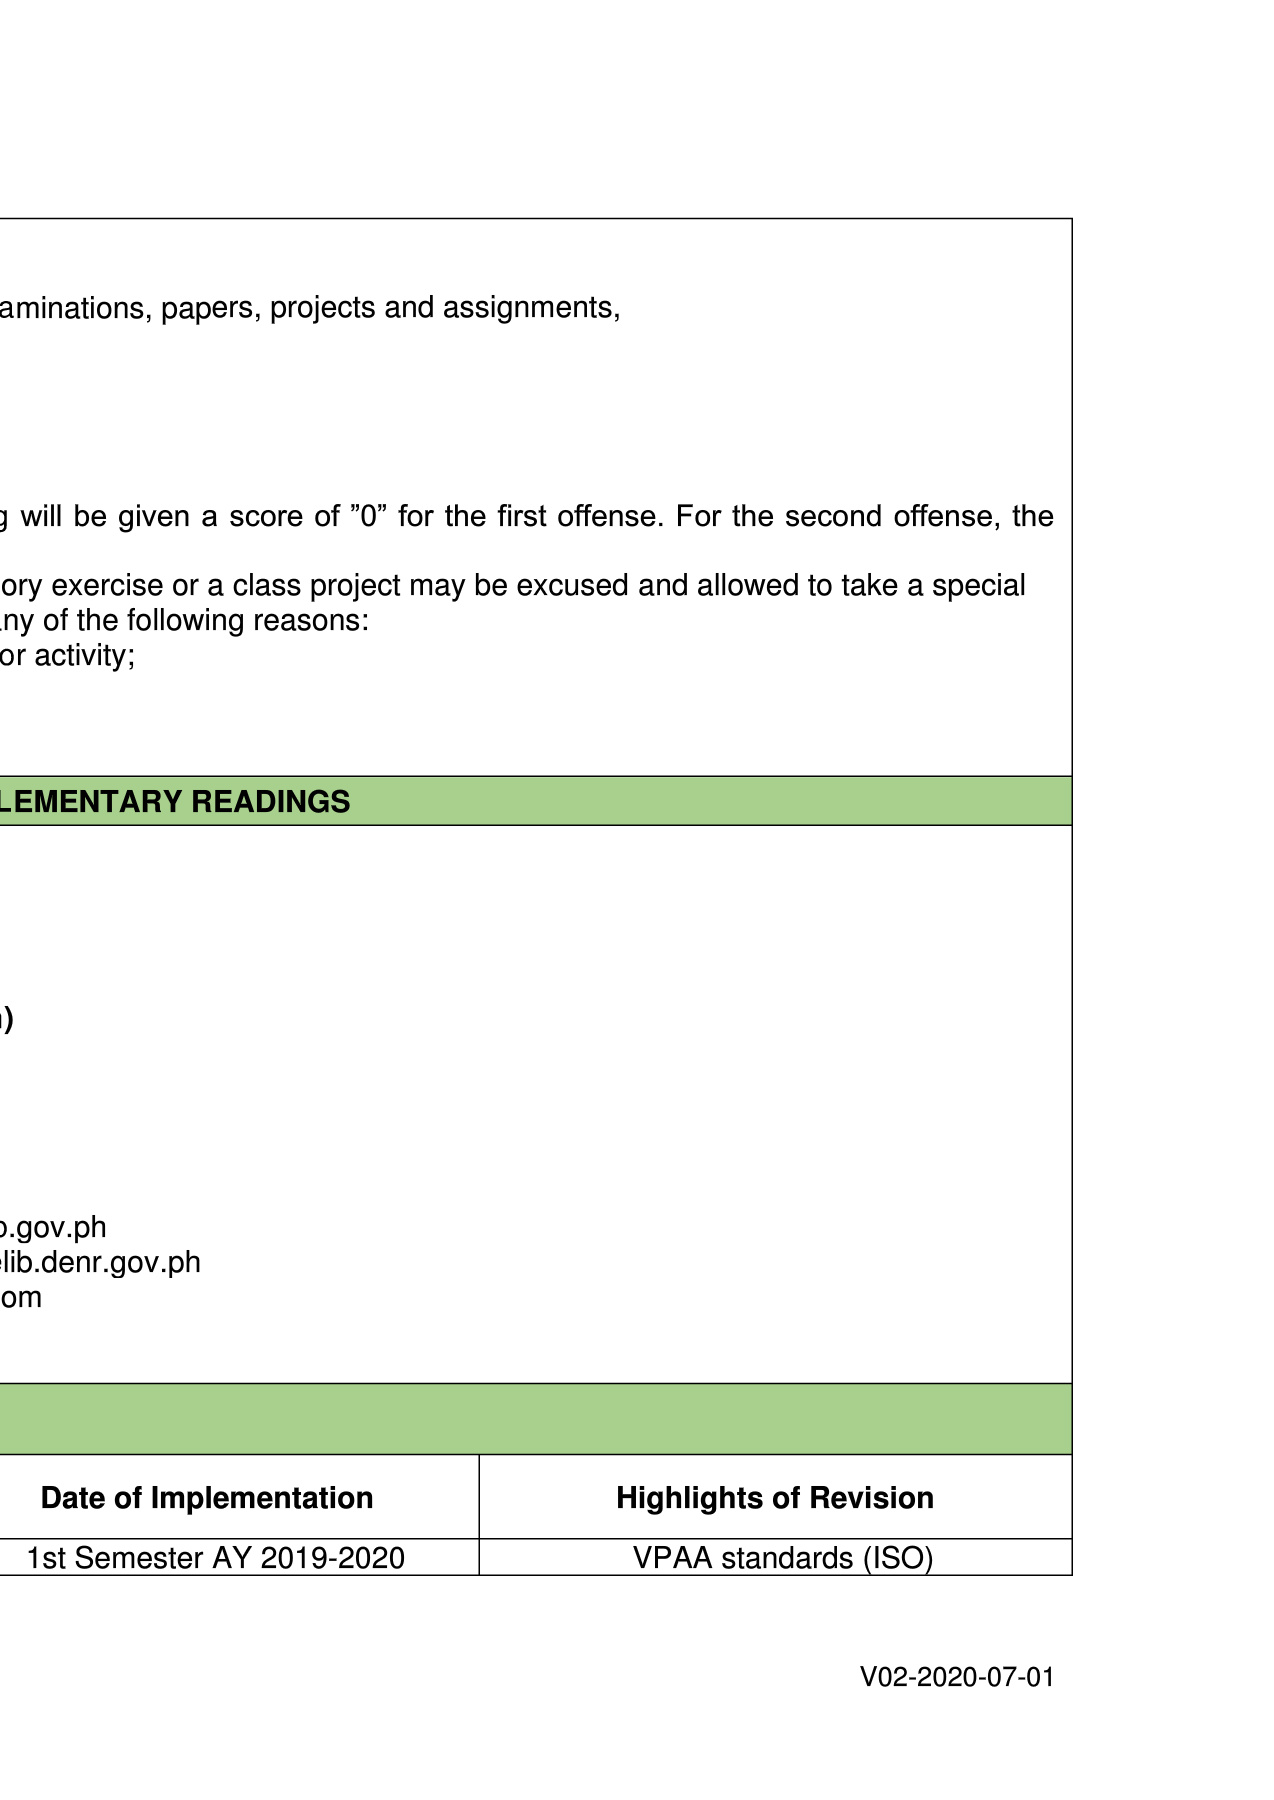 aminations, papers, projects and assignments,
will be given a score of ”0” for the first offense. For the second offense, the
ory exercise or a class project may be excused and allowed to take a special
any of the following reasons:
or activity;
LEMENTARY READINGS
)
.gov.ph
elib.denr.gov.ph
om
Date of Implementation
Highlights of Revision
1st Semester AY 2019-2020
VPAA standards (ISO)
V02-2020-07-01